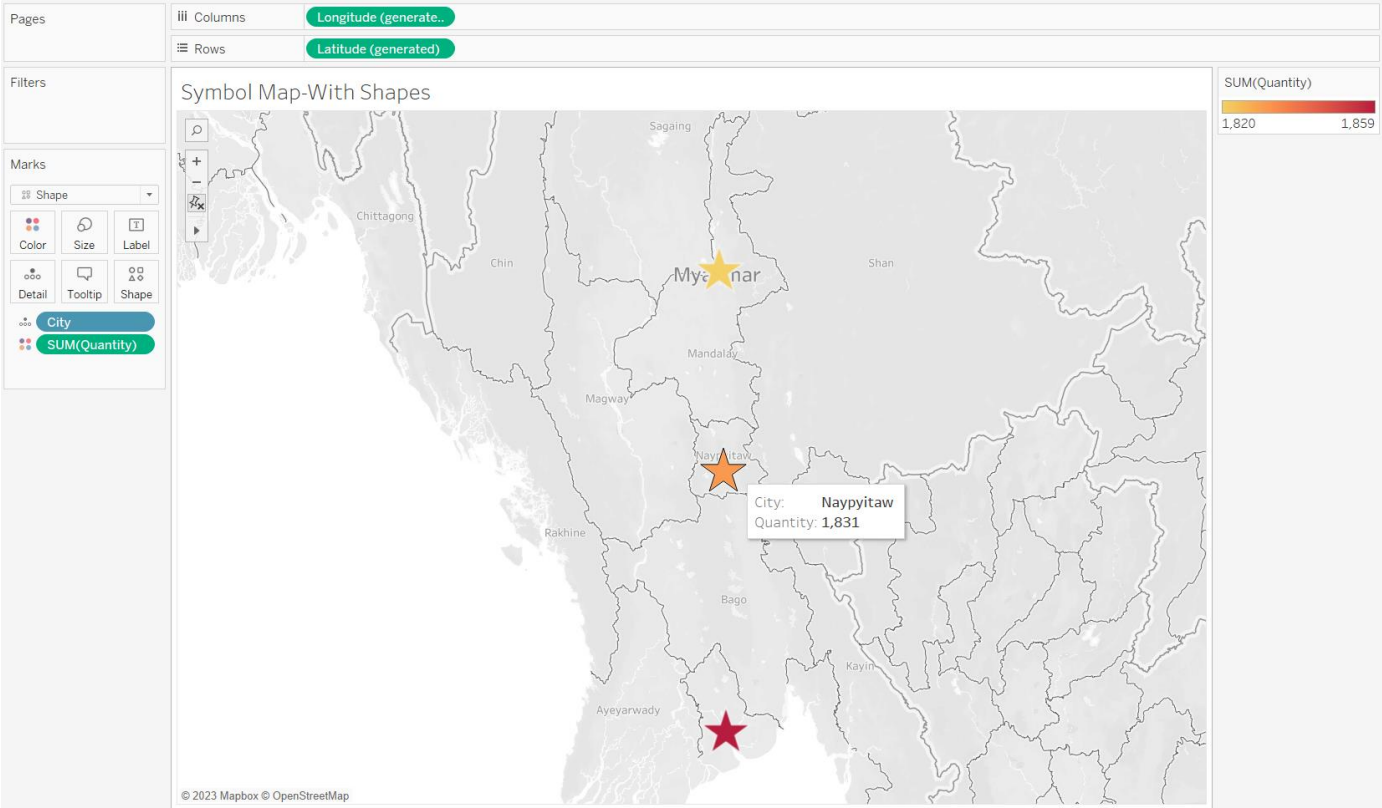 Pages
Columns
Longitude (generate..
Rows
Latitude (generated)
Filters
Marks
Shape
Color
Size
Label
Detail
Tooltip
Shape
City
SUM(Quantity)
Symbol Map-With Shapes
Sagaing
Chittagong
Chin
Shan
Mandalay
Magway
City: Naypyitaw
Quantity: 1,831
Rakhine
Bago
Kayin
Ayeyarwady
© 2023 Mapbox © OpenStreetMap
SUM(Quantity)
1,820 1,859